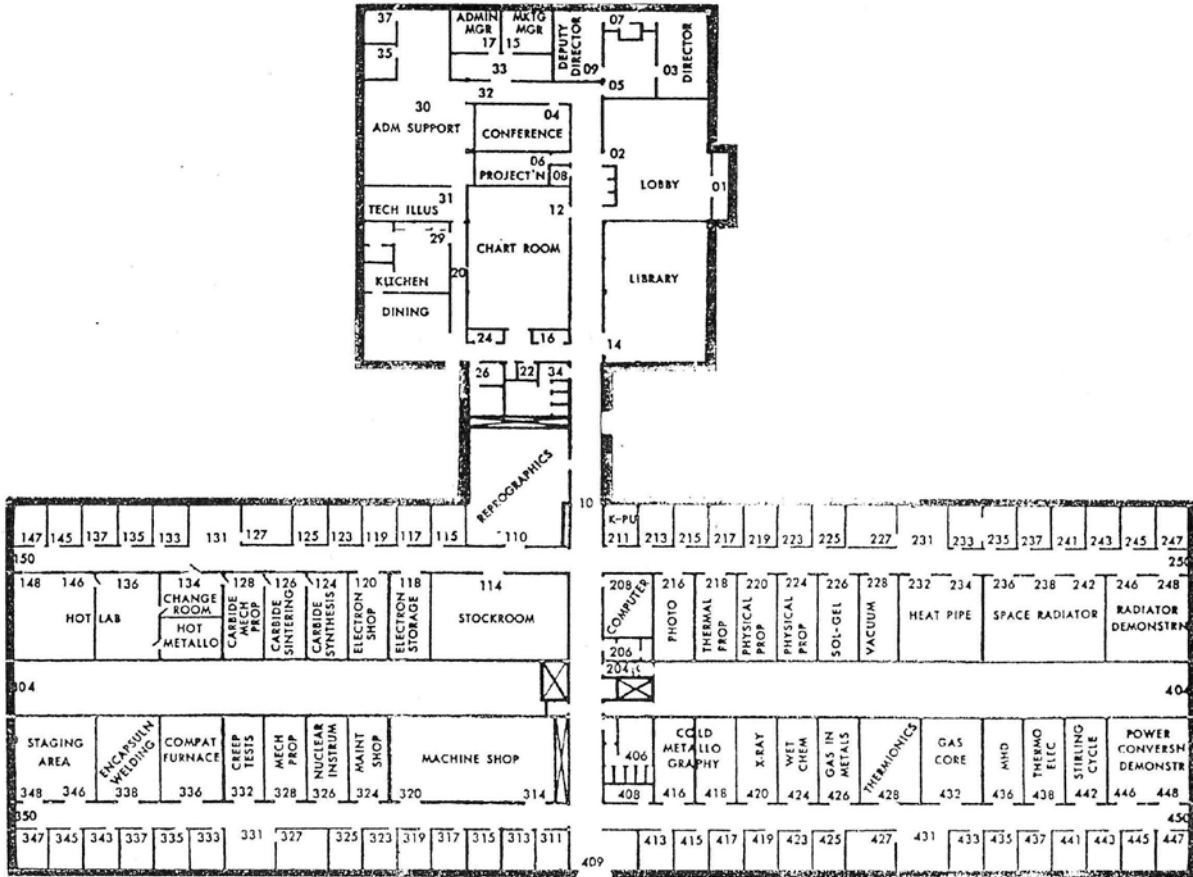 37
ADMIN
MGR
17
MKTG
MGR
15
DEPUTY
DIRECTOR
09
07
DIRECTOR
03
35
33
05
32
30
ADM SUPPORT
04
CONFERENCE
02
06
PROJECT'N
08
LOBBY
01
31
TECH ILLUS
12
29
CHART ROOM
KITCHEN
20
LIBRARY
DINING
24
16
14
26
22
34
REPROGRAPHICS
10
K-PU
147 145 137 135 133 131 127 125 123 119 117 115 110
211 213 215 217 219 223 225 227 231 233 235 237 241 243 245 247
150
250
148 146
HOT LAB
136
134
CHANGE
ROOM
HOT
METALLO
128
CARBIDE
MECH
PROP
126
CARBIDE
SINTERING
124
CARBIDE
SYNTHESIS
120
ELECTRON
SHOP
118
ELECTRON
STORAGE
114
STOCKROOM
208
COMPUTER
206
204
216
PHOTO
218
THERMAL
PROP
220
PHYSICAL
PROP
224
PHYSICAL
PROP
226
SOL-GEL
228
VACUUM
232 234
HEAT PIPE
236 238 242
SPACE RADIATOR
246 248
RADIATOR
DEMONSTRN
304
404
STAGING
AREA
348 346
ENCAPSULN
WELDING
338
COMPAT
FURNACE
336
CREEP
TESTS
332
MECH
PROP
328
NUCLEAR
INSTRUM
326
MAINT
SHOP
324
MACHINE SHOP
320 314
406
408
COLD
METALLO
GRAPHY
416 418
X-RAY
420
WET
CHEM
424
GAS IN
METALS
426
THERMIONICS
428
GAS
CORE
432
MHD
436
THERMO
ELEC
438
STIRLING
CYCLE
442
POWER
CONVERSN
DEMONSTR
446 448
350
450
347 345 343 337 335 333 331 327 325 323 319 317 315 313 311
409
413 415 417 419 423 425 427 431 433 435 437 441 443 445 447